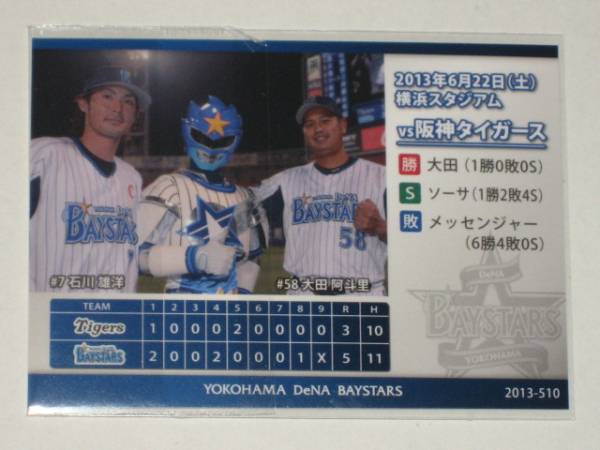 2013年6月22日(土)
横浜スタジアム
vs阪神タイガース
勝 大田(1勝0敗0S)
S ソーサ(1勝2敗4S)
敗 メッセンジャー
(6勝4敗0S)
BAYSTARS
BAYSTARS
58
#7 石川 雄洋
#58 大田 阿斗里
TEAM 1 2 3 4 5 6 7 8 9 R H
Tigers 1 0 0 0 2 0 0 0 0 3 10
BAYSTARS 2 0 0 2 0 0 0 1 X 5 11
DeNA
BAYSTARS
YOKOHAMA
YOKOHAMA DeNA BAYSTARS
2013-510